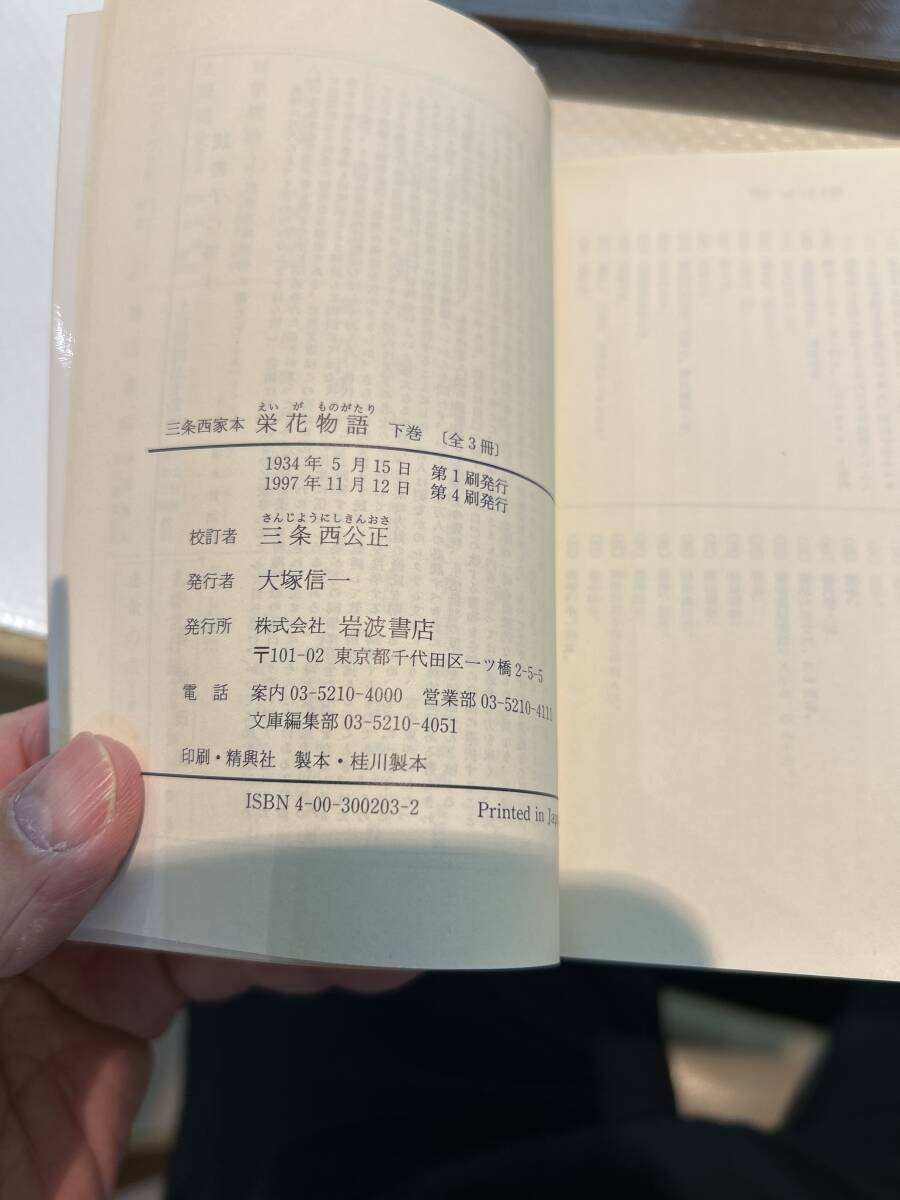 えいがものがたり
三条西家本 栄花物語 下巻 〔全3冊〕
1934年 5月15日 第1刷発行
1997年11月12日 第4刷発行
さんじようにしきんおさ
校訂者 三条西公正
発行者 大塚信一
発行所 株式会社 岩波書店
〒101-02 東京都千代田区一ツ橋2-5-5
電話 案内03-5210-4000 営業部03-5210-4111
文庫編集部03-5210-4051
印刷・精興社 製本・桂川製本
ISBN4-00-300203-2 Printed in Japa